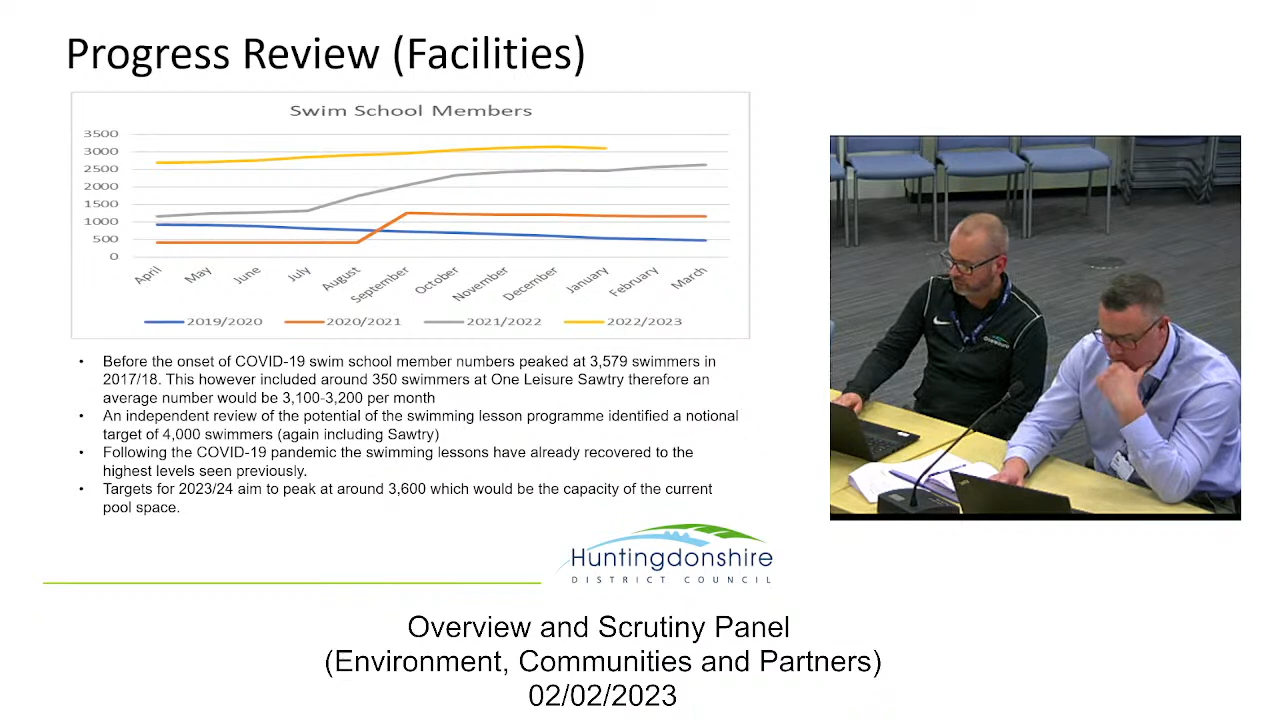 Progress Review (Facilities)
Swim School Members
3500
3000
2500
2000
1500
1000
500
0
April
May
June
July
August
September
October
November
December
January
February
March
2019/2020
2020/2021
2021/2022
2022/2023
• Before the onset of COVID-19 swim school member numbers peaked at 3,579 swimmers in
2017/18. This however included around 350 swimmers at One Leisure Sawtry therefore an
average number would be 3,100-3,200 per month
• An independent review of the potential of the swimming lesson programme identified a notional
target of 4,000 swimmers (again including Sawtry)
• Following the COVID-19 pandemic the swimming lessons have already recovered to the
highest levels seen previously.
• Targets for 2023/24 aim to peak at around 3,600 which would be the capacity of the current
pool space.
Huntingdonshire
DISTRICT COUNCIL
Overview and Scrutiny Panel
(Environment, Communities and Partners)
02/02/2023